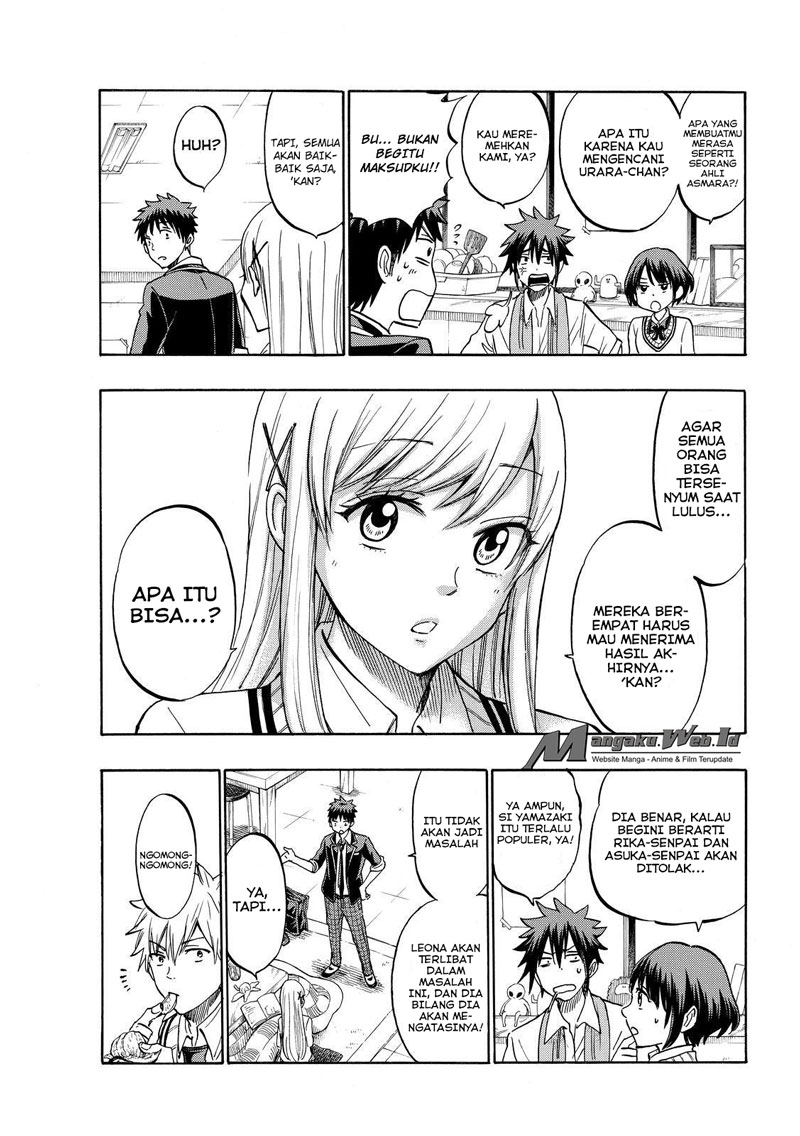 APA YANG
MEMBUATMU
MERASA
SEPERTI
SEORANG
AHLI
ASMARA?!
APA ITU
KARENA KAU
MENGENCANI
URARA-CHAN?
KAU MERE-
MEHKAN
KAMI, YA?
BU... BUKAN
BEGITU
MAKSUDKU!!
TAPI, SEMUA
AKAN BAIK-
BAIK SAJA,
'KAN?
HUH?
AGAR
SEMUA
ORANG
BISA
TERSE-
NYUM SAAT
LULUS...
MEREKA BER-
EMPAT HARUS
MAU MENERIMA
HASIL AK-
HIRNYA...
'KAN?
APA ITU
BISA...?
Mangaku.Web.Id
Website Manga - Anime & Film Terupdate
DIA BENAR, KALAU
BEGINI BERARTI
RIKA-SENPAI DAN
ASUKA-SENPAI AKAN
DITOLAK...
YA AMPUN,
SI YAMAZAKI
ITU TERLALU
POPULER, YA!
ITU TIDAK
AKAN JADI
MASALAH
LEONA AKAN
TERLIBAT
DALAM
MASALAH
INI, DAN DIA
BILANG DIA
AKAN ME-
NGATASINYA!
YA,
TAPI...
NGOMONG-
NGOMONG!